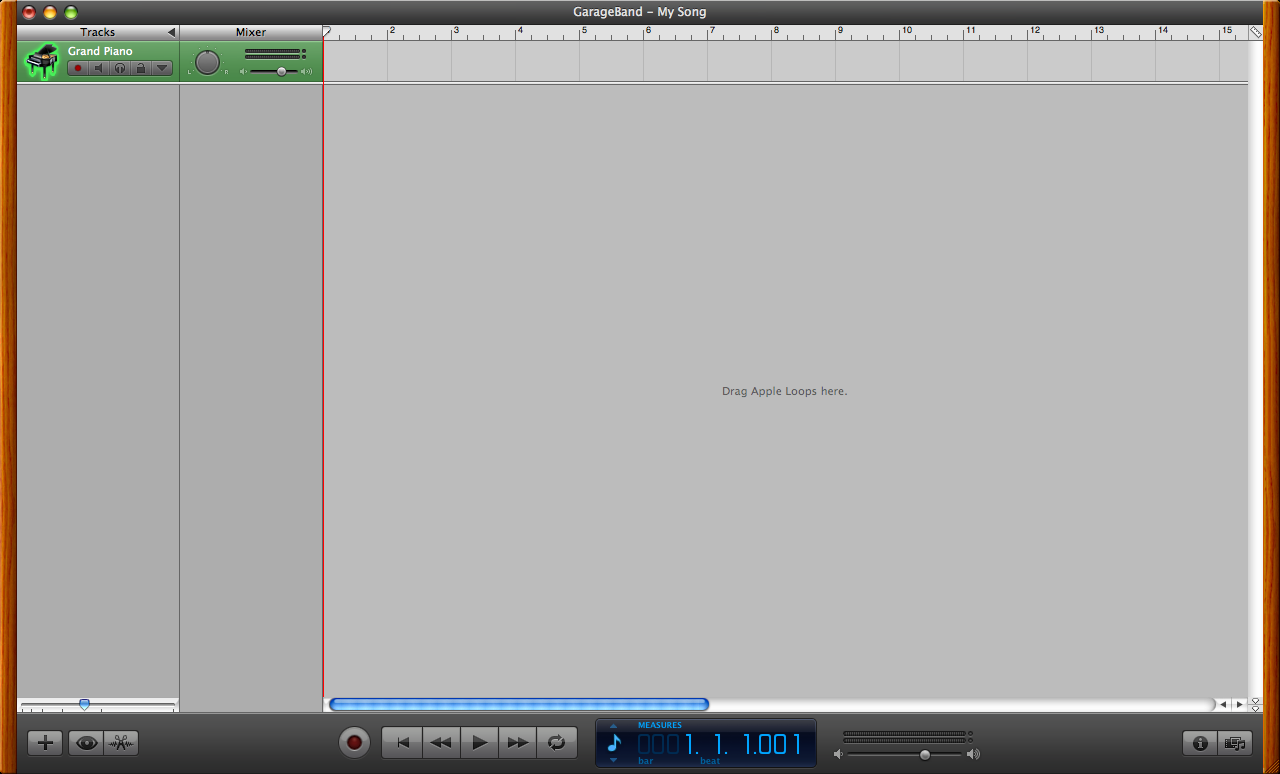 GarageBand – My Song
Tracks
Mixer
1 2 3 4 5 6 7 8 9 10 11 12 13 14 15
Grand Piano
L R
Drag Apple Loops here.
MEASURES
0001. 1. 1.001
bar beat